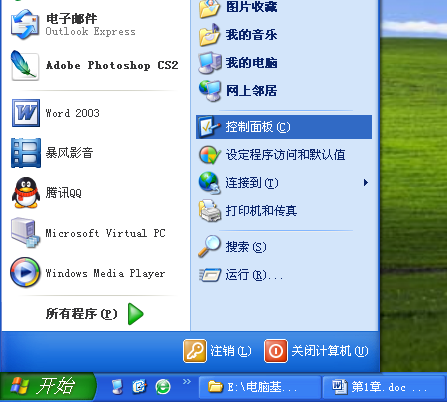 电子邮件
Outlook Express
Adobe Photoshop CS2
Word 2003
暴风影音
腾讯QQ
Microsoft Virtual PC
Windows Media Player
所有程序(P)
图片收藏
我的音乐
我的电脑
网上邻居
控制面板(C)
设定程序访问和默认值
连接到(T)
打印机和传真
搜索(S)
运行(R)...
注销(L)
关闭计算机(U)
开始
E:\电脑基...
第1章.doc ...